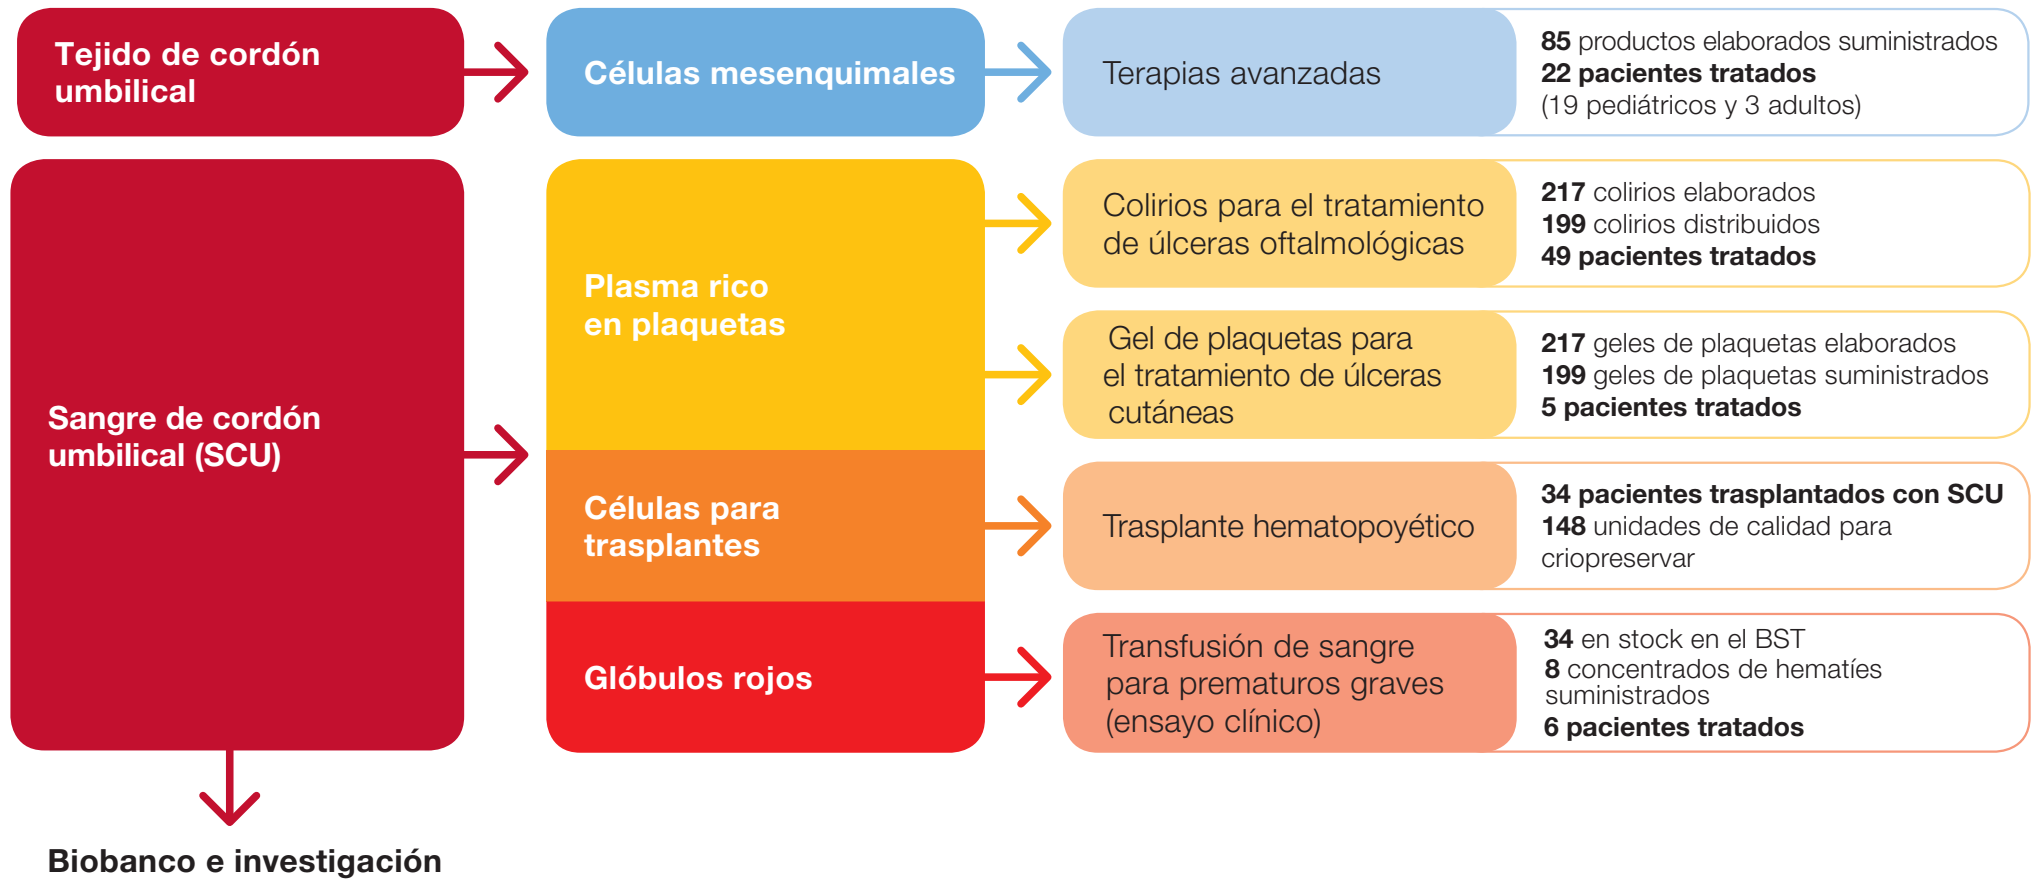 Tejido de cordón
umbilical
Células mesenquimales
Terapias avanzadas
85 productos elaborados suministrados
22 pacientes tratados
(19 pediátricos y 3 adultos)
Sangre de cordón
umbilical (SCU)
Plasma rico
en plaquetas
Colirios para el tratamiento
de úlceras oftalmológicas
217 colirios elaborados
199 colirios distribuidos
49 pacientes tratados
Gel de plaquetas para
el tratamiento de úlceras
cutáneas
217 geles de plaquetas elaborados
199 geles de plaquetas suministrados
5 pacientes tratados
Células para
trasplantes
Trasplante hematopoyético
34 pacientes trasplantados con SCU
148 unidades de calidad para
criopreservar
Glóbulos rojos
Transfusión de sangre
para prematuros graves
(ensayo clínico)
34 en stock en el BST
8 concentrados de hematíes
suministrados
6 pacientes tratados
Biobanco e investigación